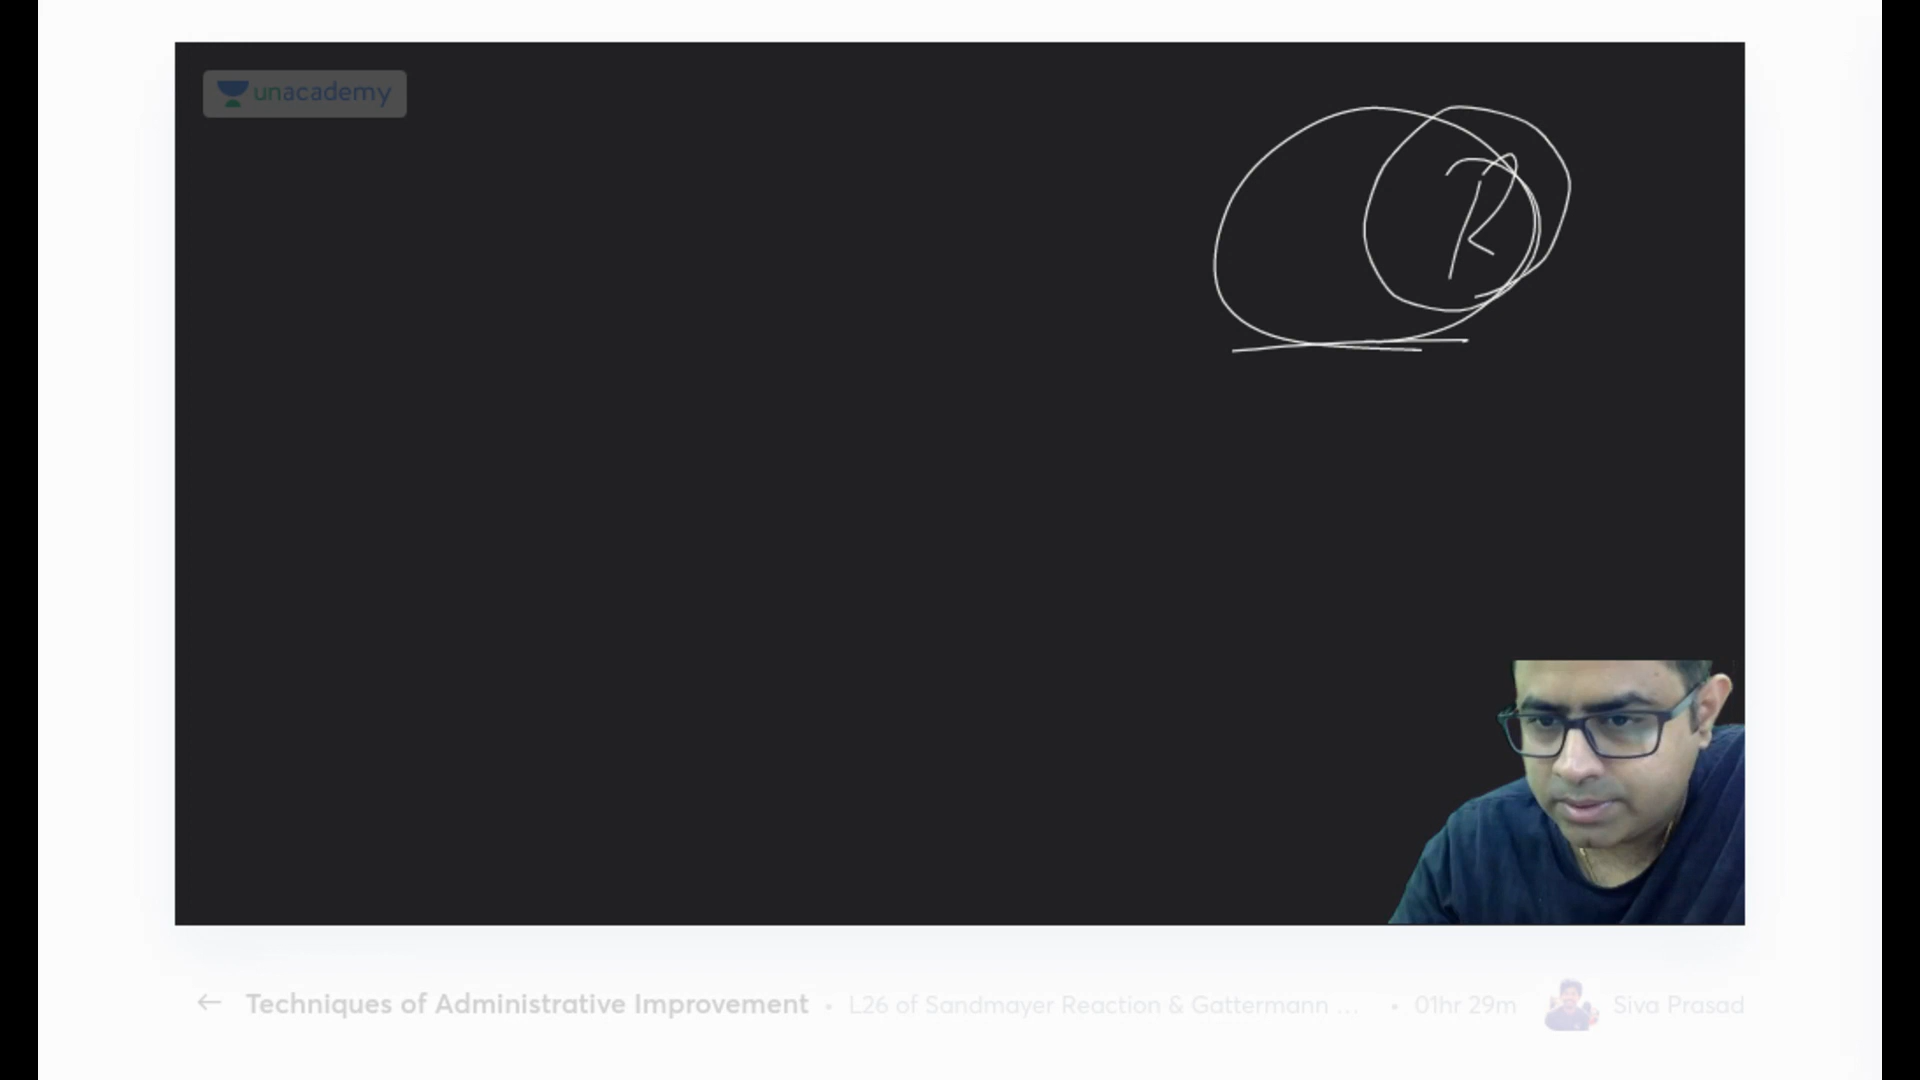 unacademy
R
Techniques of Administrative Improvement • L26 of Sandmayer Reaction & Gattermann ... • 01hr 29m Siva Prasad